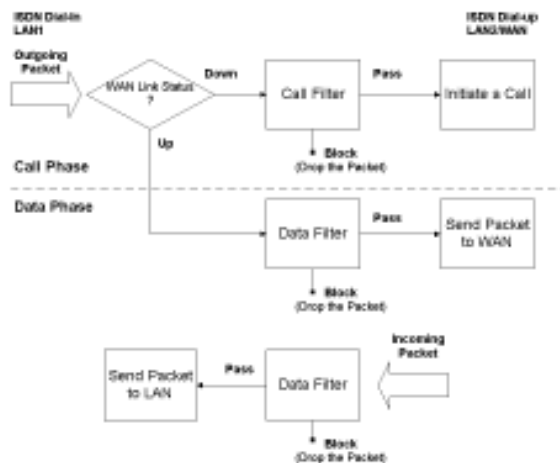 ISDN Dial-in
LAN1
ISDN Dial-up
LAN2/WAN
Outgoing
Packet
WAN Link Status
?
Down
Call Filter
Pass
Initiate a Call
Up
Block
(Drop the Packet)
Call Phase
Data Phase
Data Filter
Pass
Send Packet
to WAN
Block
(Drop the Packet)
Incoming
Packet
Send Packet
to LAN
Pass
Data Filter
Block
(Drop the Packet)